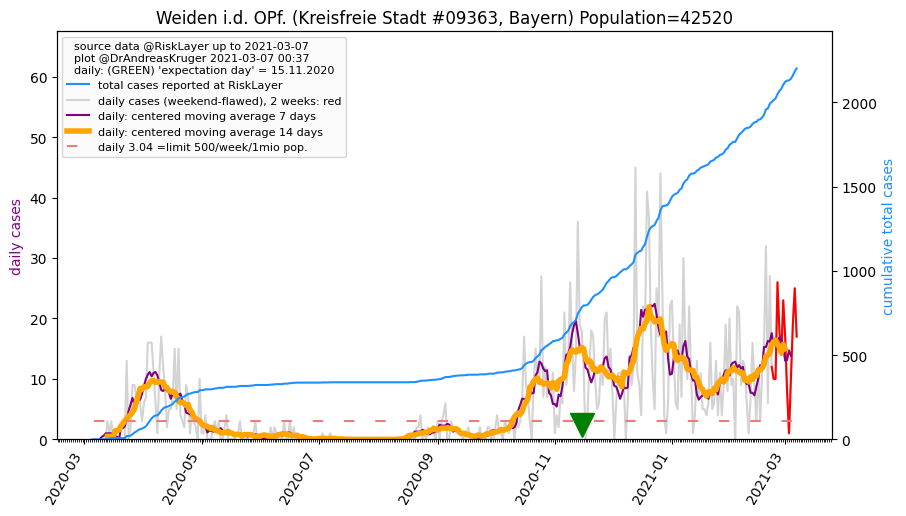 Weiden i.d. OPf. (Kreisfreie Stadt #09363, Bayern) Population=42520
source data @RiskLayer up to 2021-03-07
plot @DrAndreasKruger 2021-03-07 00:37
daily: (GREEN) 'expectation day' = 15.11.2020
total cases reported at RiskLayer
daily cases (weekend-flawed), 2 weeks: red
daily: centered moving average 7 days
daily: centered moving average 14 days
daily 3.04 =limit 500/week/1mio pop.
daily cases
60
50
40
30
20
10
0
cumulative total cases
2000
1500
1000
500
0
2020-03
2020-05
2020-07
2020-09
2020-11
2021-01
2021-03